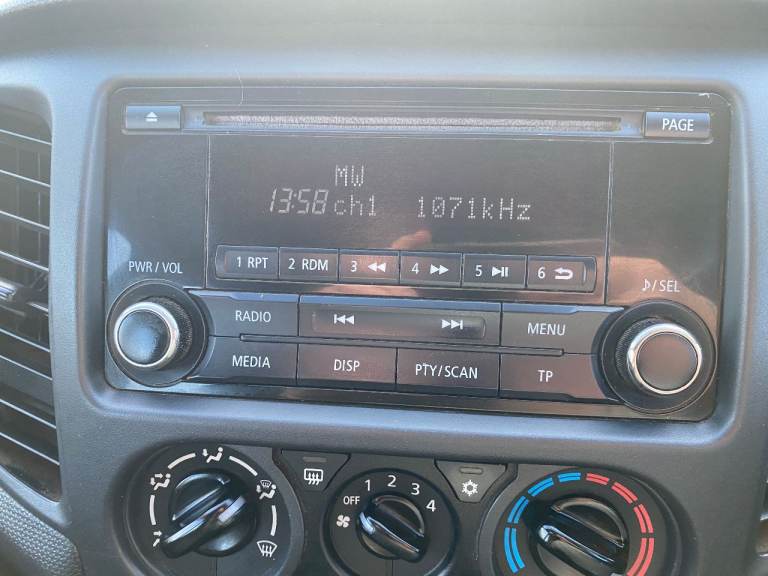 PAGE
MW
13:58 ch1 1071kHz
1 RPT 2 RDM 3 4 5 6
PWR / VOL
♪/SEL
RADIO MENU
MEDIA DISP PTY/SCAN TP
OFF 1 2 3 4